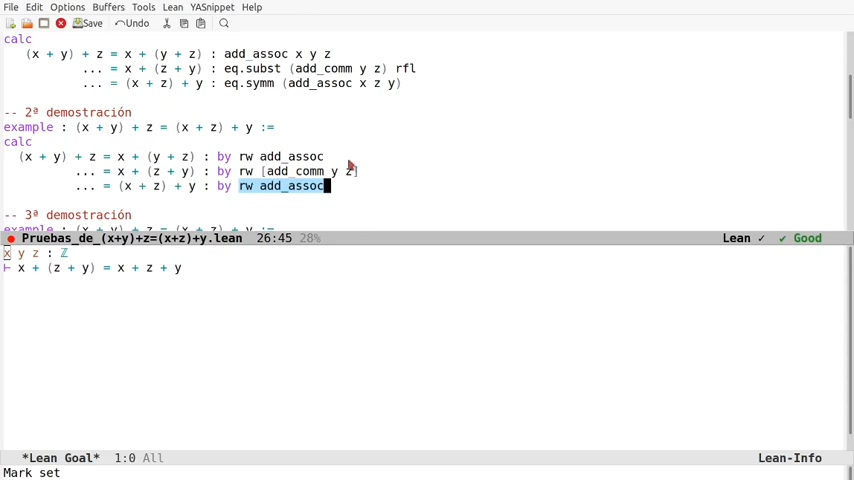 File Edit Options Buffers Tools Lean YASnippet Help
Save Undo
calc
(x + y) + z = x + (y + z) : add_assoc x y z
... = x + (z + y) : eq.subst (add_comm y z) rfl
... = (x + z) + y : eq.symm (add_assoc x z y)
-- 2ª demostración
example : (x + y) + z = (x + z) + y :=
calc
(x + y) + z = x + (y + z) : by rw add_assoc
... = x + (z + y) : by rw [add_comm y z]
... = (x + z) + y : by rw add_assoc
-- 3ª demostración
example : (x + y) + z = (x + z) + y :=
Pruebas_de_(x+y)+z=(x+z)+y.lean 26:45 28% Lean ✓ ✔ Good
x y z : ℤ
⊢ x + (z + y) = x + z + y
*Lean Goal* 1:0 All Lean-Info
Mark set